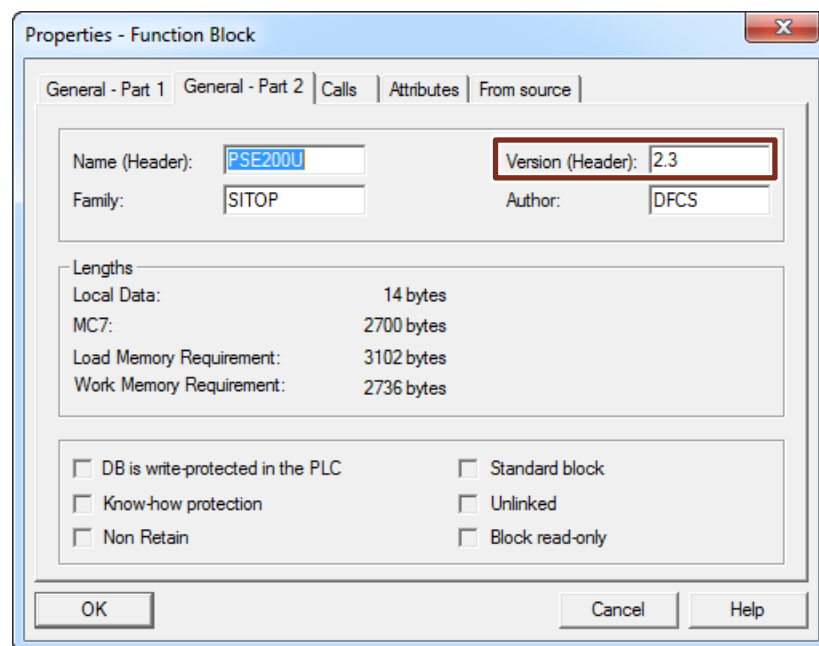 Properties - Function Block
General - Part 1 General - Part 2 Calls Attributes From source
Name (Header): PSE200U Version (Header): 2.3
Family: SITOP Author: DFCS
Lengths
Local Data: 14 bytes
MC7: 2700 bytes
Load Memory Requirement: 3102 bytes
Work Memory Requirement: 2736 bytes
DB is write-protected in the PLC Standard block
Know-how protection Unlinked
Non Retain Block read-only
OK Cancel Help